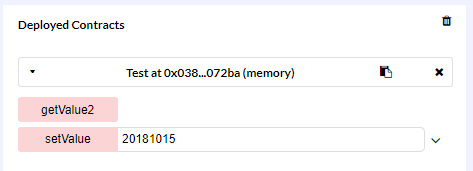 Deployed Contracts
Test at 0x038...072ba (memory)
getValue2
setValue 20181015